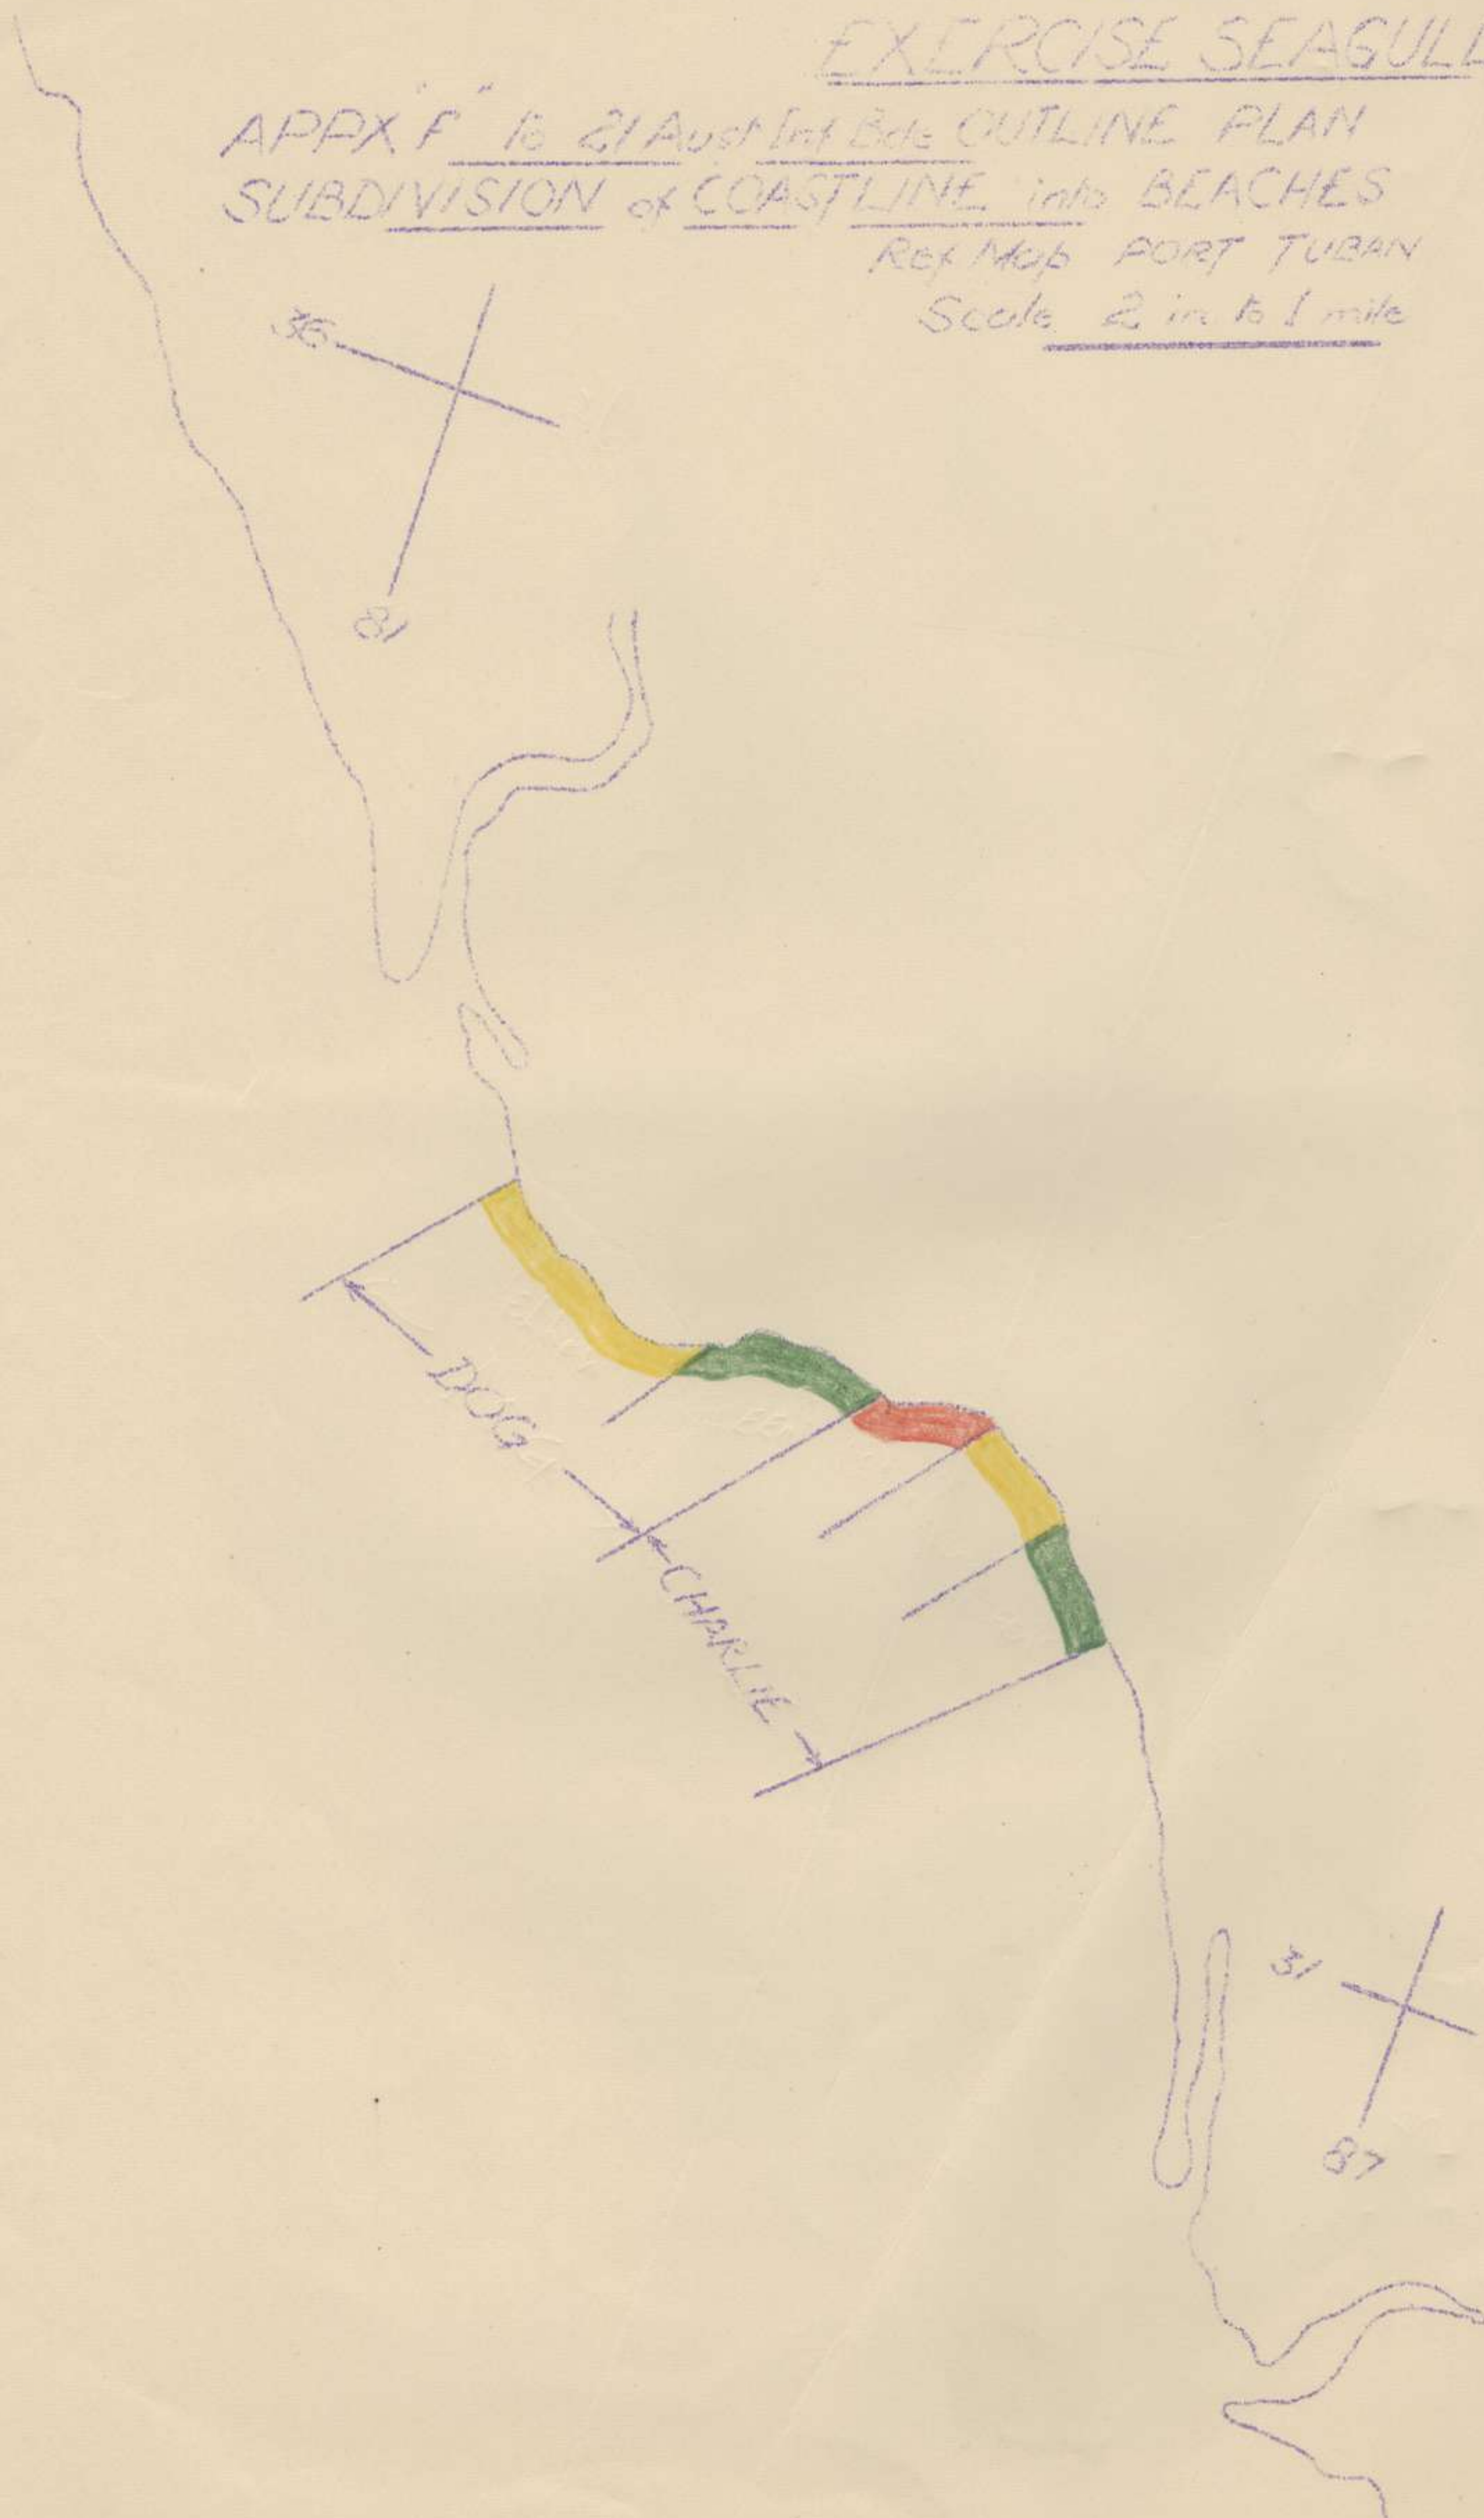 EXERCISE SEAGULL
APPX "F" to 21 Aust Inf Bde OUTLINE PLAN
SUBDIVISION of COASTLINE into BEACHES
Ref Map PORT TUBAN
Scale 2 in to 1 mile
36
81
DOG
CHARLIE
31
87